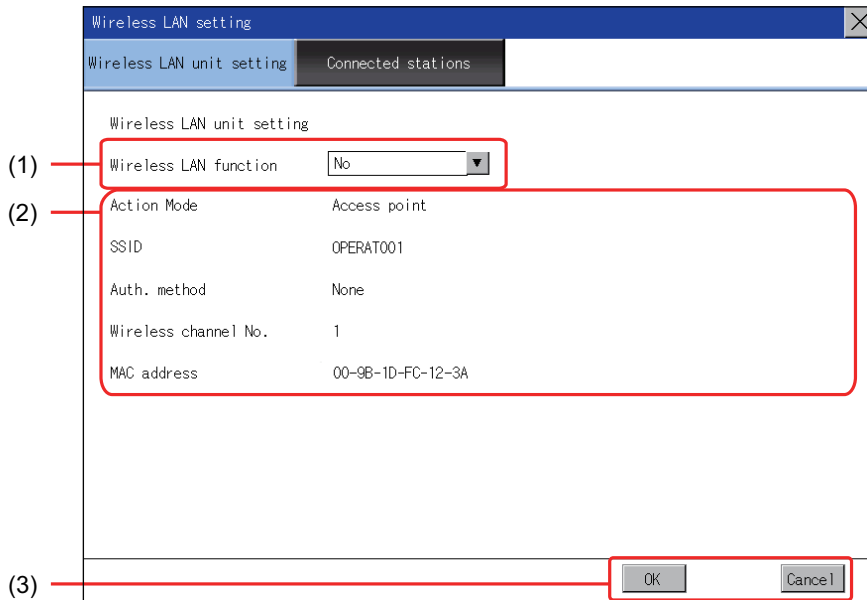 Wireless LAN setting
Wireless LAN unit setting Connected stations
Wireless LAN unit setting
(1) Wireless LAN function No
(2) Action Mode Access point
SSID OPERAT001
Auth. method None
Wireless channel No. 1
MAC address 00-9B-1D-FC-12-3A
(3) OK Cancel